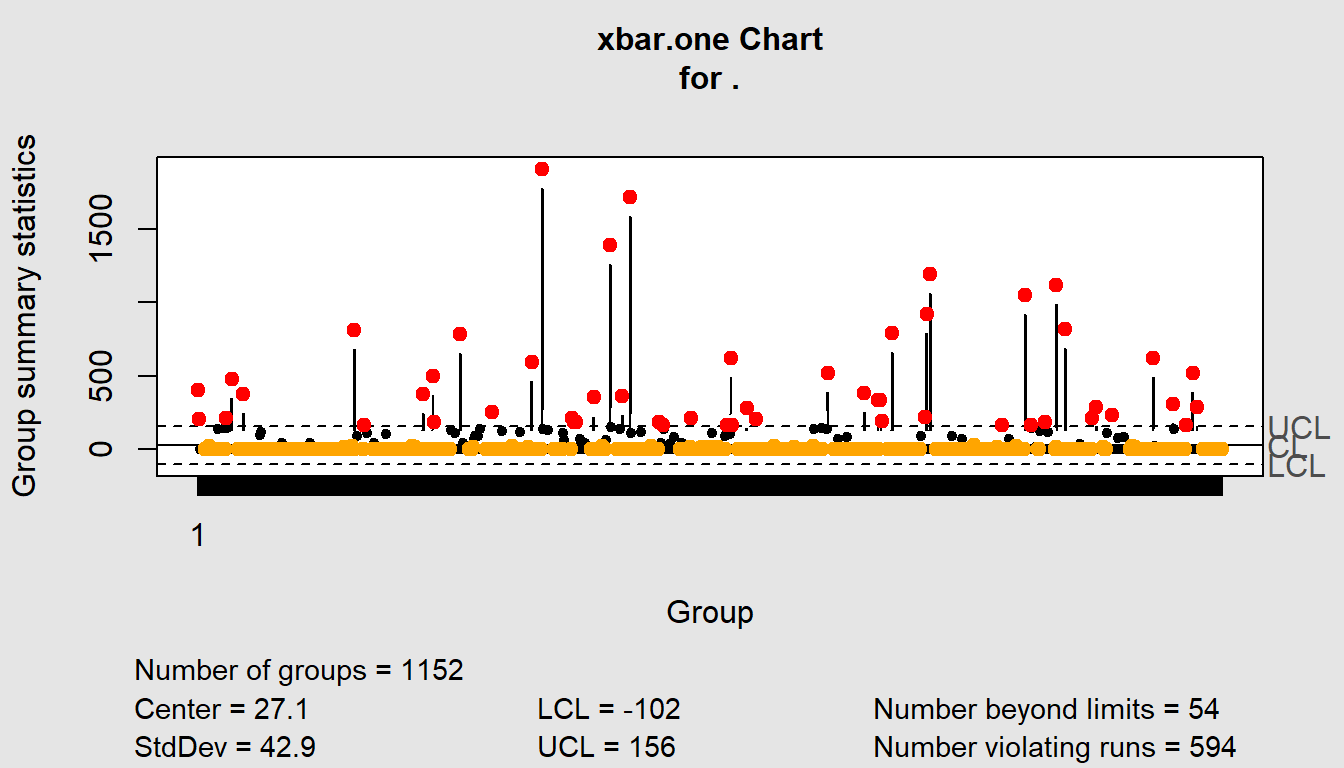 xbar.one Chart
for .
Group summary statistics
1500
500
0
UCL
CL
LCL
1
Group
Number of groups = 1152
Center = 27.1
LCL = -102
Number beyond limits = 54
StdDev = 42.9
UCL = 156
Number violating runs = 594